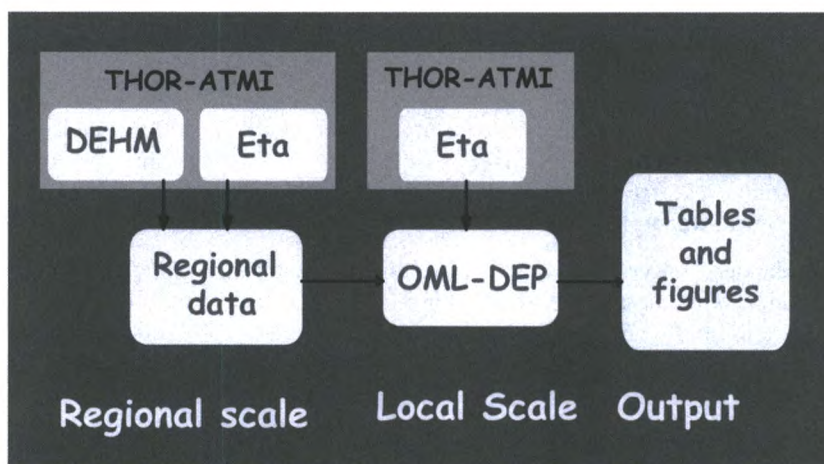 THOR-ATMI
DEHM
Eta
THOR-ATMI
Eta
Regional
data
OML-DEP
Tables
and
figures
Regional scale
Local Scale
Output